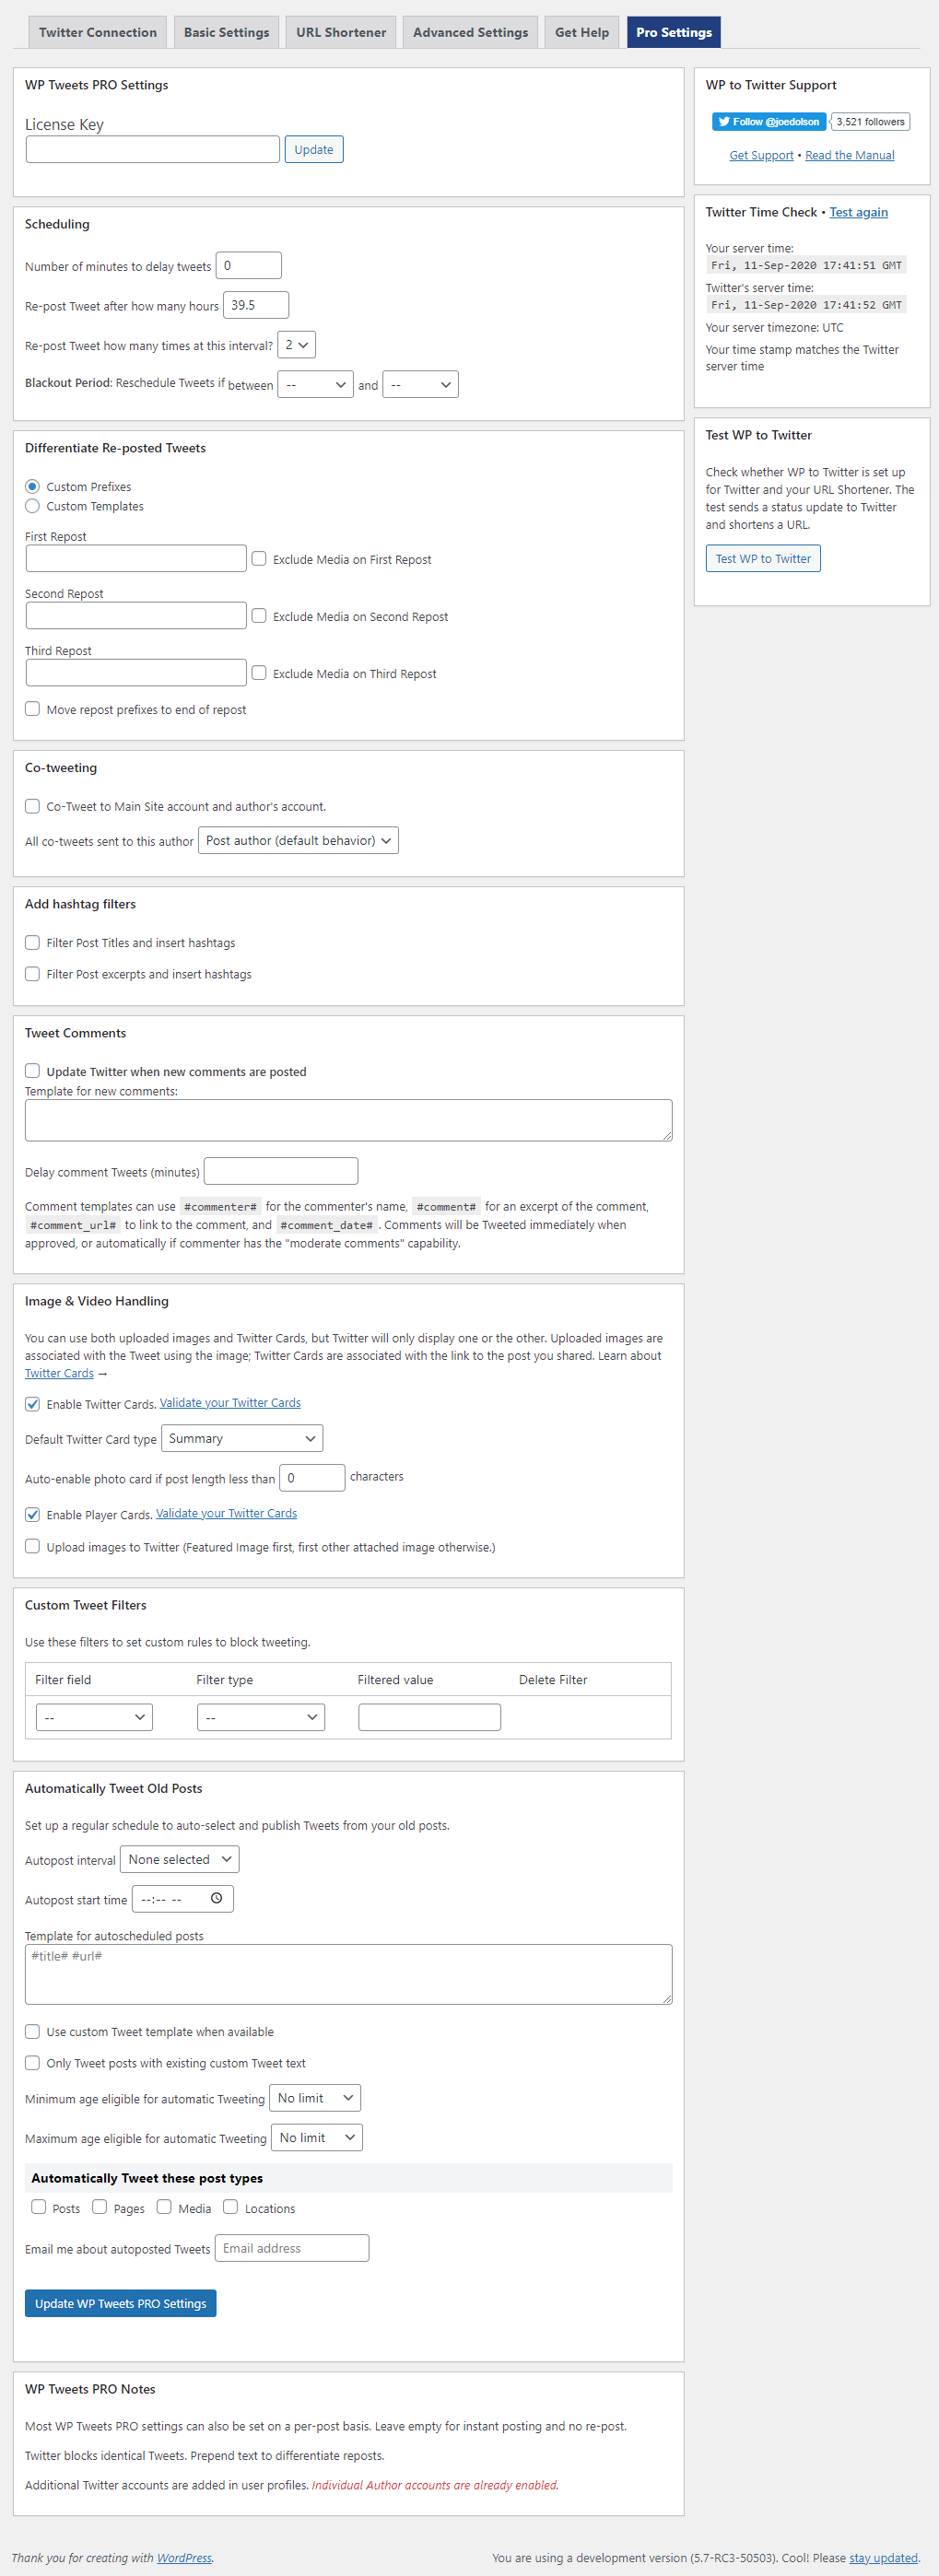 Twitter Connection
Basic Settings
URL Shortener
Advanced Settings
Get Help
Pro Settings
WP Tweets PRO Settings
License Key
Update
Scheduling
Number of minutes to delay tweets 0
Re-post Tweet after how many hours 39.5
Re-post Tweet how many times at this interval? 2
Blackout Period: Reschedule Tweets if between -- and --
Differentiate Re-posted Tweets
Custom Prefixes
Custom Templates
First Repost
Exclude Media on First Repost
Second Repost
Exclude Media on Second Repost
Third Repost
Exclude Media on Third Repost
Move repost prefixes to end of repost
Co-tweeting
Co-Tweet to Main Site account and author's account.
All co-tweets sent to this author Post author (default behavior)
Add hashtag filters
Filter Post Titles and insert hashtags
Filter Post excerpts and insert hashtags
Tweet Comments
Update Twitter when new comments are posted
Template for new comments:
Delay comment Tweets (minutes)
Comment templates can use #commenter# for the commenter's name, #comment# for an excerpt of the comment,
#comment_url# to link to the comment, and #comment_date# . Comments will be Tweeted immediately when
approved, or automatically if commenter has the "moderate comments" capability.
Image & Video Handling
You can use both uploaded images and Twitter Cards, but Twitter will only display one or the other. Uploaded images are
associated with the Tweet using the image; Twitter Cards are associated with the link to the post you shared. Learn about
Twitter Cards →
Enable Twitter Cards. Validate your Twitter Cards
Default Twitter Card type Summary
Auto-enable photo card if post length less than 0 characters
Enable Player Cards. Validate your Twitter Cards
Upload images to Twitter (Featured Image first, first other attached image otherwise.)
Custom Tweet Filters
Use these filters to set custom rules to block tweeting.
Filter field Filter type Filtered value Delete Filter
-- --
Automatically Tweet Old Posts
Set up a regular schedule to auto-select and publish Tweets from your old posts.
Autopost interval None selected
Autopost start time --:-- --
Template for autoscheduled posts
#title# #url#
Use custom Tweet template when available
Only Tweet posts with existing custom Tweet text
Minimum age eligible for automatic Tweeting No limit
Maximum age eligible for automatic Tweeting No limit
Automatically Tweet these post types
Posts Pages Media Locations
Email me about autoposted Tweets Email address
Update WP Tweets PRO Settings
WP Tweets PRO Notes
Most WP Tweets PRO settings can also be set on a per-post basis. Leave empty for instant posting and no re-post.
Twitter blocks identical Tweets. Prepend text to differentiate reposts.
Additional Twitter accounts are added in user profiles. Individual Author accounts are already enabled.
WP to Twitter Support
Follow @joedolson 3,521 followers
Get Support • Read the Manual
Twitter Time Check • Test again
Your server time:
Fri, 11-Sep-2020 17:41:51 GMT
Twitter's server time:
Fri, 11-Sep-2020 17:41:52 GMT
Your server timezone: UTC
Your time stamp matches the Twitter
server time
Test WP to Twitter
Check whether WP to Twitter is set up
for Twitter and your URL Shortener. The
test sends a status update to Twitter
and shortens a URL.
Test WP to Twitter
Thank you for creating with WordPress.
You are using a development version (5.7-RC3-50503). Cool! Please stay updated.